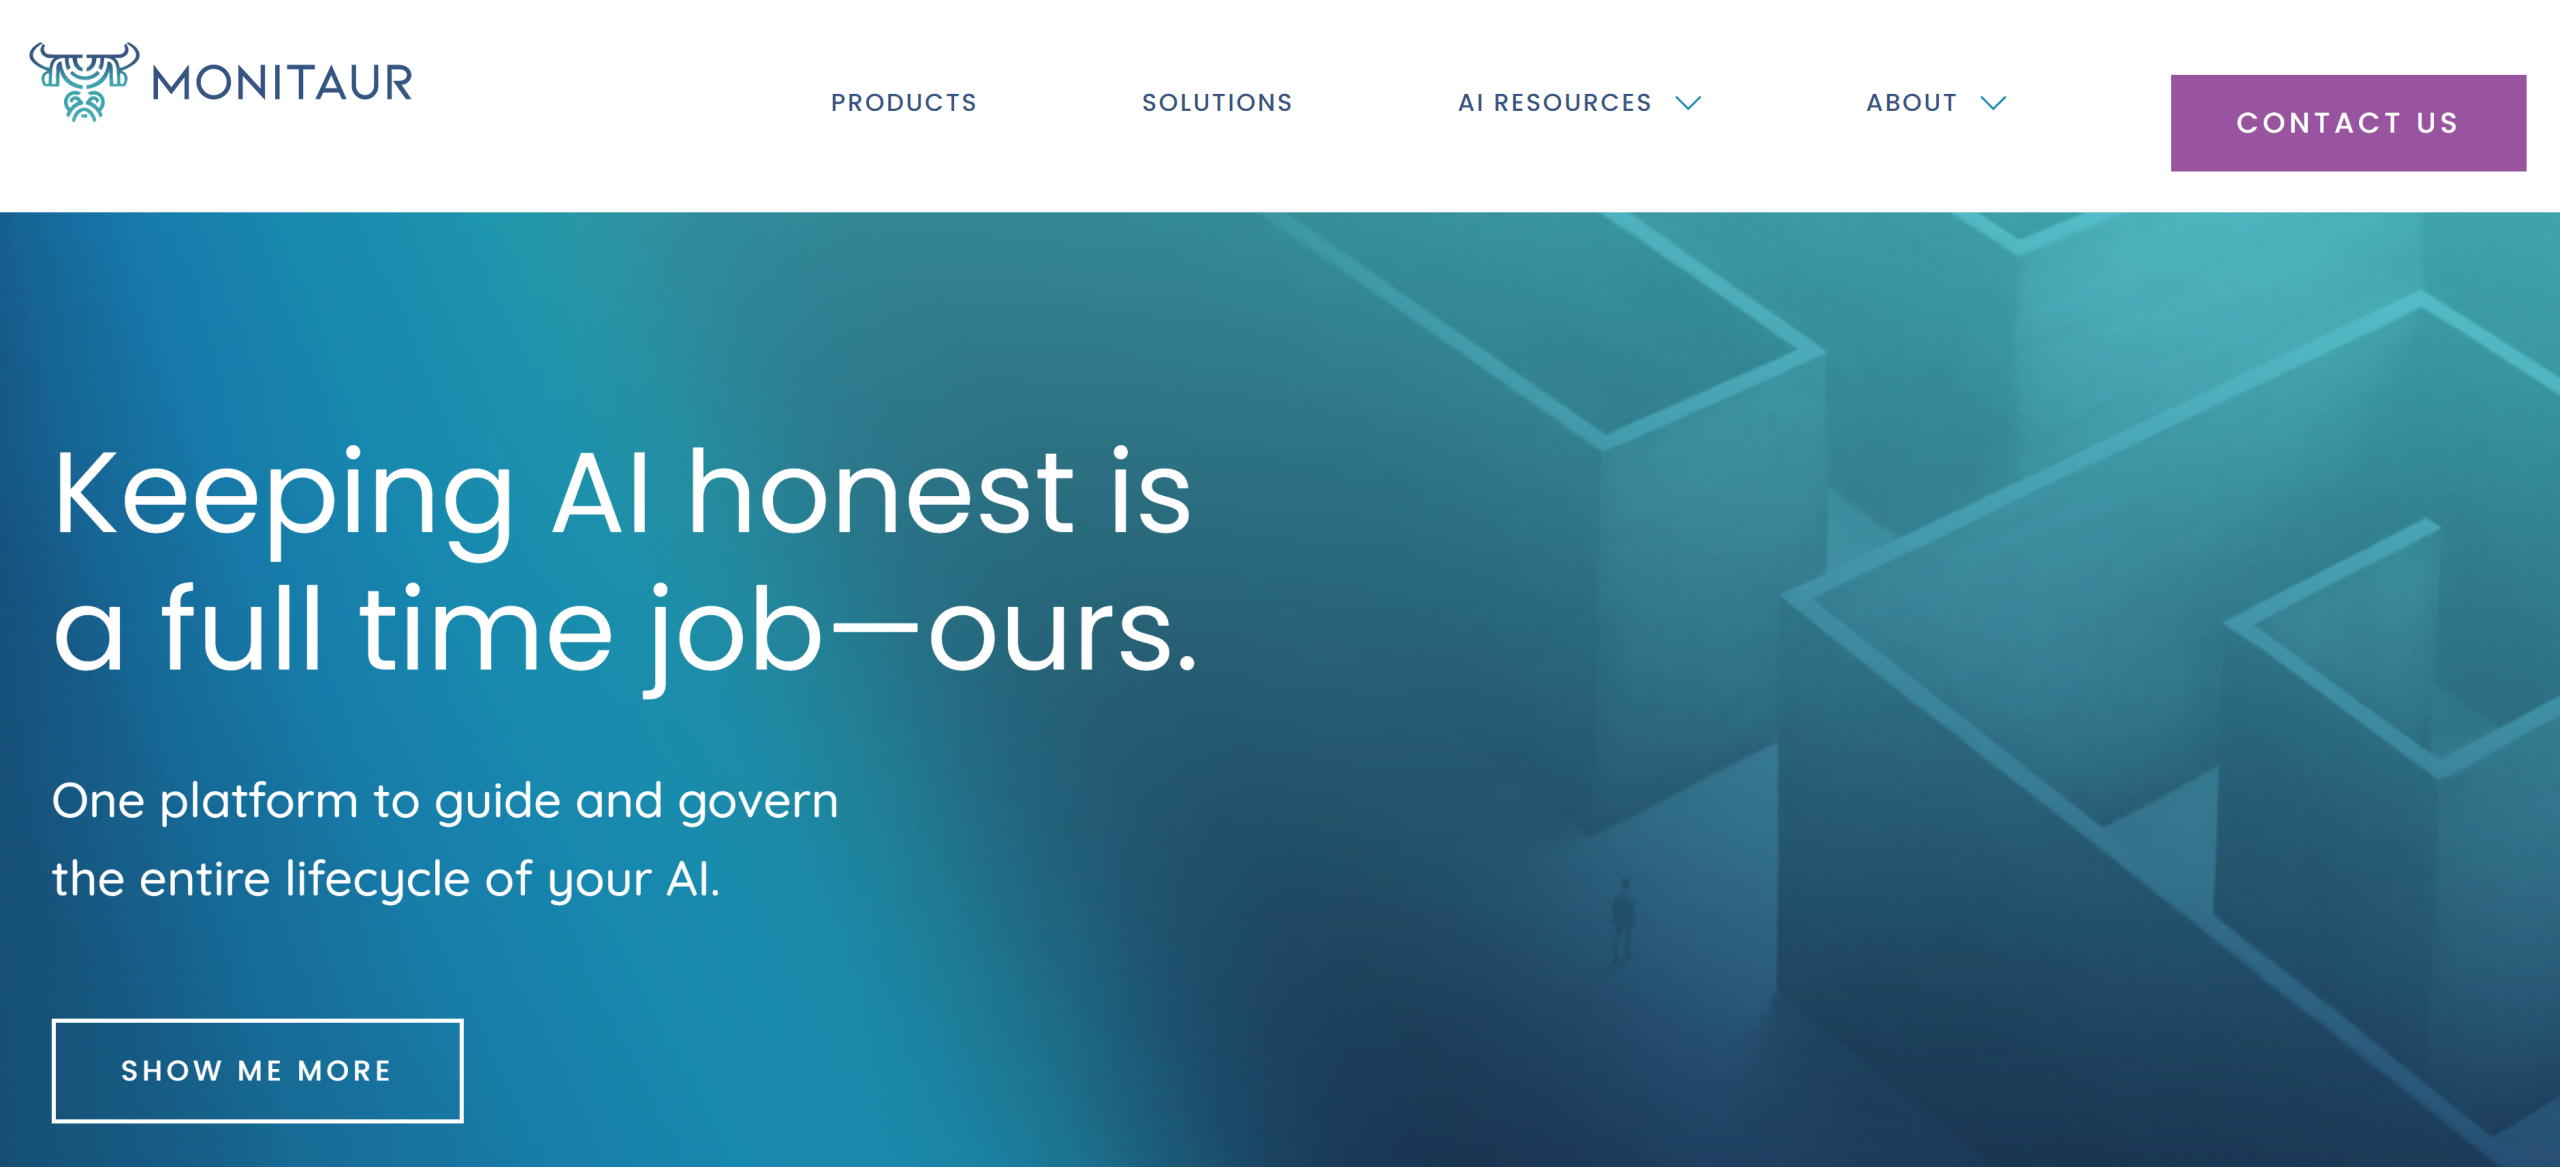 MONITAUR
PRODUCTS
SOLUTIONS
AI RESOURCES
ABOUT
CONTACT US
Keeping AI honest is
a full time job—ours.
One platform to guide and govern
the entire lifecycle of your AI.
SHOW ME MORE